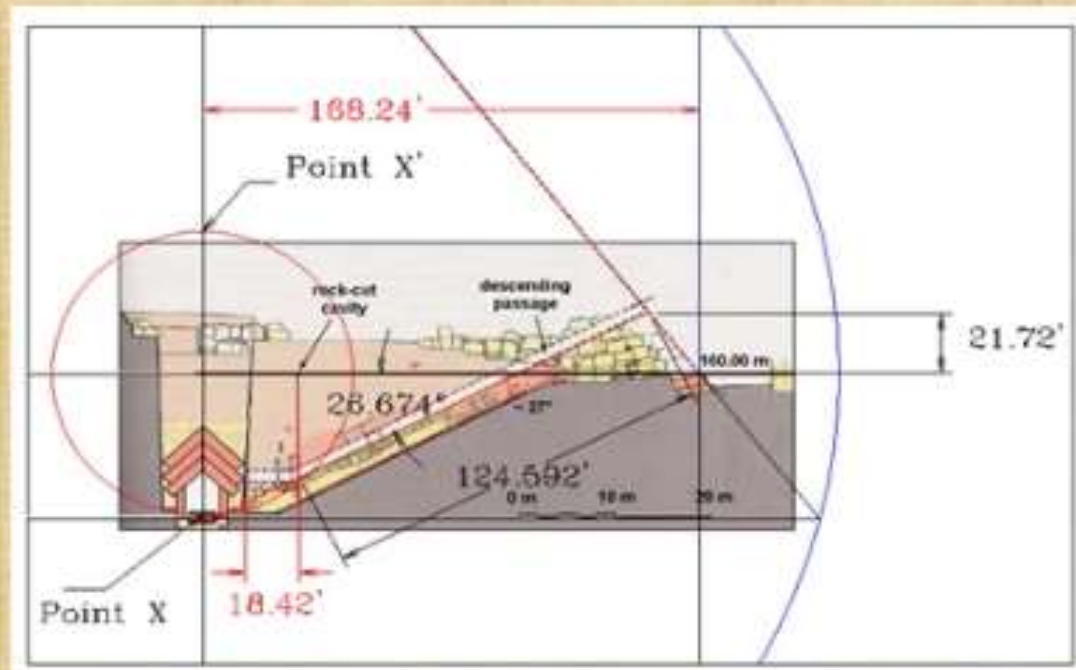 168.24'
Point X'
rock-cut
cavity
descending
passage
21.72'
160.00 m
26.674°
~ 27°
124.592'
0 m 10 m 20 m
18.42'
Point X